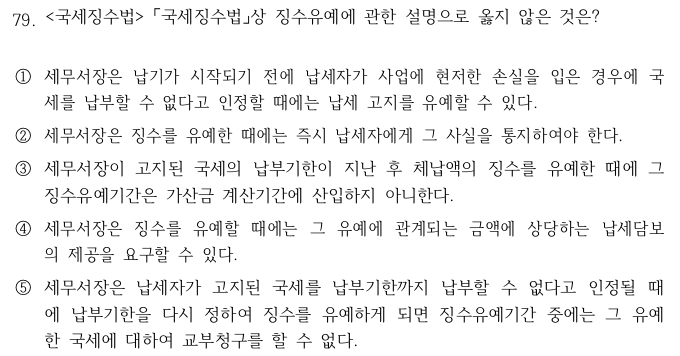 79. <국세징수법> 「국세징수법」상 징수유예에 관한 설명으로 옳지 않은 것은?
① 세무서장은 납기가 시작되기 전에 납세자가 사업에 현저한 손실을 입은 경우에 국
세를 납부할 수 없다고 인정할 때에는 납세 고지를 유예할 수 있다.
② 세무서장은 징수를 유예한 때에는 즉시 납세자에게 그 사실을 통지하여야 한다.
③ 세무서장이 고지된 국세의 납부기한이 지난 후 체납액의 징수를 유예한 때에 그
징수유예기간은 가산금 계산기간에 산입하지 아니한다.
④ 세무서장은 징수를 유예할 때에는 그 유예에 관계되는 금액에 상당하는 납세담보
의 제공을 요구할 수 있다.
⑤ 세무서장은 납세자가 고지된 국세를 납부기한까지 납부할 수 없다고 인정될 때
에 납부기한을 다시 정하여 징수를 유예하게 되면 징수유예기간 중에는 그 유예
한 국세에 대하여 교부청구를 할 수 없다.